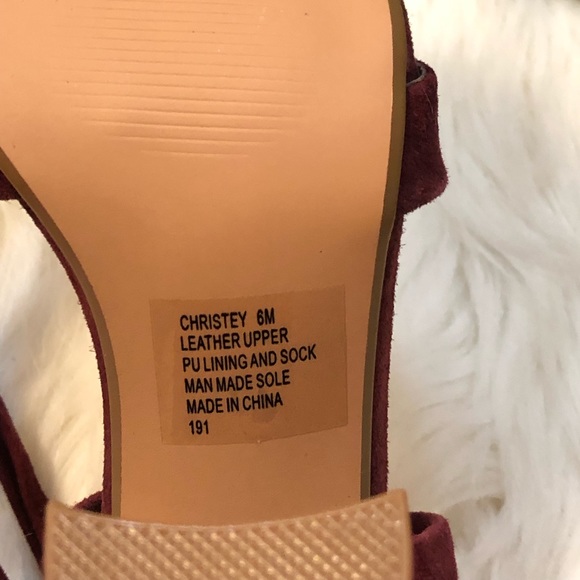 CHRISTEY 6M
LEATHER UPPER
PU LINING AND SOCK
MAN MADE SOLE
MADE IN CHINA
191